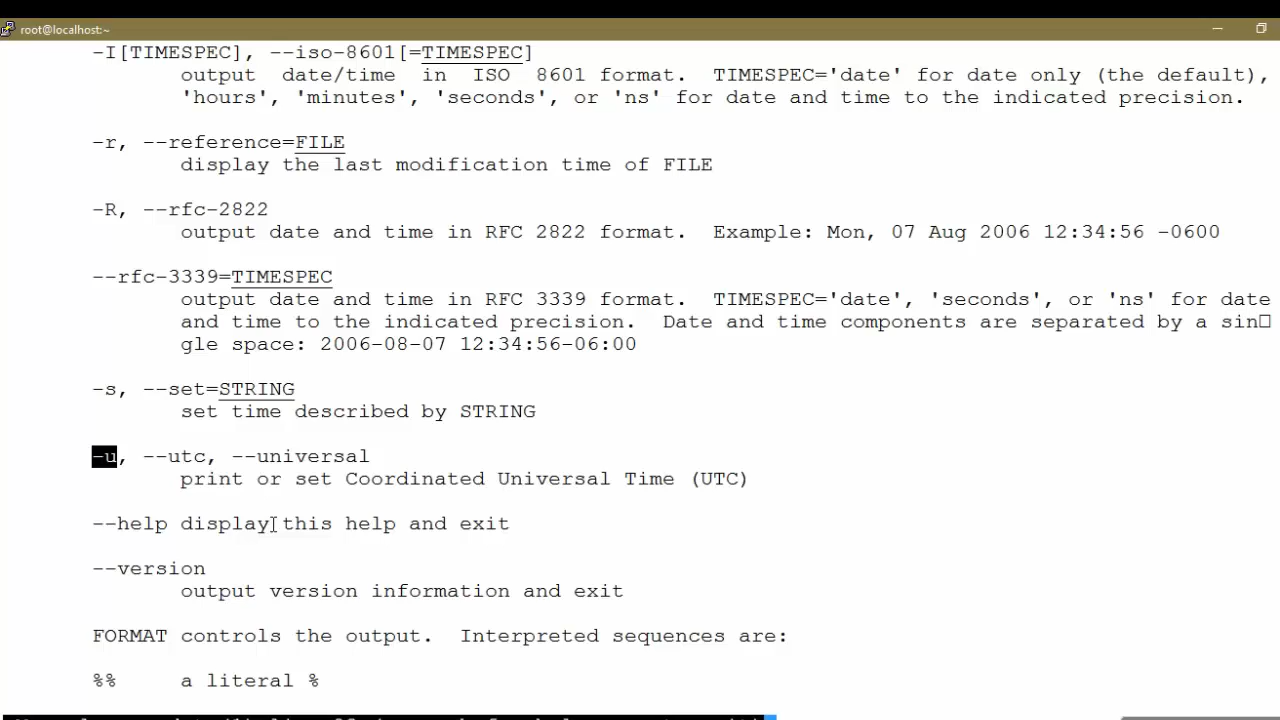 root@localhost:~
-I[TIMESPEC], --iso-8601[=TIMESPEC]
output date/time in ISO 8601 format. TIMESPEC='date' for date only (the default),
'hours', 'minutes', 'seconds', or 'ns' for date and time to the indicated precision.
-r, --reference=FILE
display the last modification time of FILE
-R, --rfc-2822
output date and time in RFC 2822 format. Example: Mon, 07 Aug 2006 12:34:56 -0600
--rfc-3339=TIMESPEC
output date and time in RFC 3339 format. TIMESPEC='date', 'seconds', or 'ns' for date
and time to the indicated precision. Date and time components are separated by a sin□
gle space: 2006-08-07 12:34:56-06:00
-s, --set=STRING
set time described by STRING
-u, --utc, --universal
print or set Coordinated Universal Time (UTC)
--help display this help and exit
--version
output version information and exit
FORMAT controls the output. Interpreted sequences are:
%% a literal %